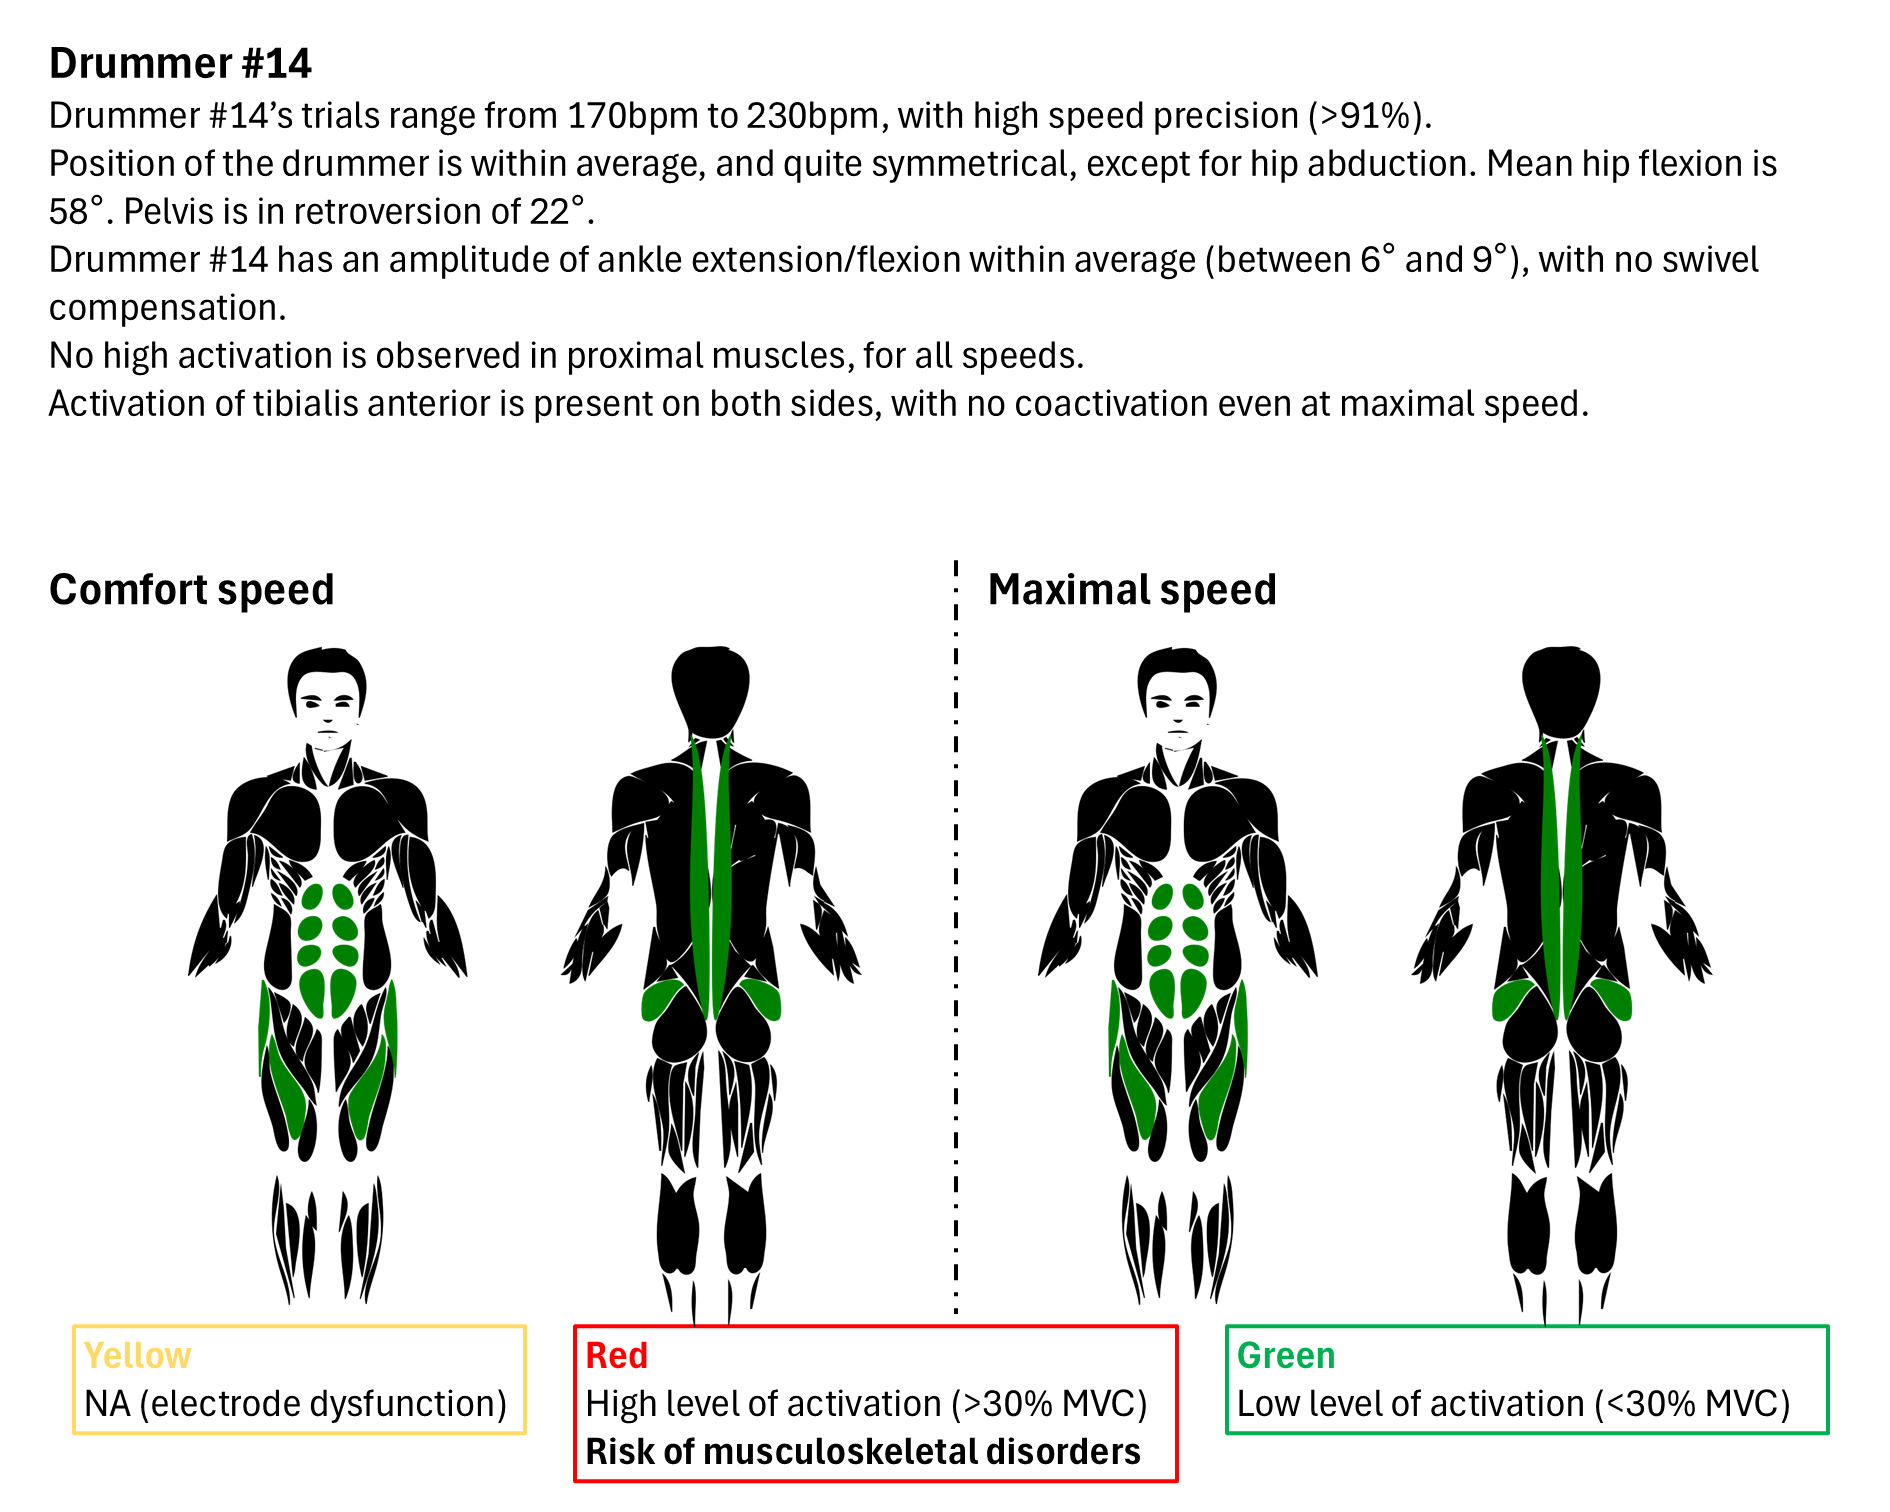 Drummer #14
Drummer #14’s trials range from 170bpm to 230bpm, with high speed precision (>91%).
Position of the drummer is within average, and quite symmetrical, except for hip abduction. Mean hip flexion is
58°. Pelvis is in retroversion of 22°.
Drummer #14 has an amplitude of ankle extension/flexion within average (between 6° and 9°), with no swivel
compensation.
No high activation is observed in proximal muscles, for all speeds.
Activation of tibialis anterior is present on both sides, with no coactivation even at maximal speed.
Comfort speed
Maximal speed
Yellow
NA (electrode dysfunction)
Red
High level of activation (>30% MVC)
Risk of musculoskeletal disorders
Green
Low level of activation (<30% MVC)